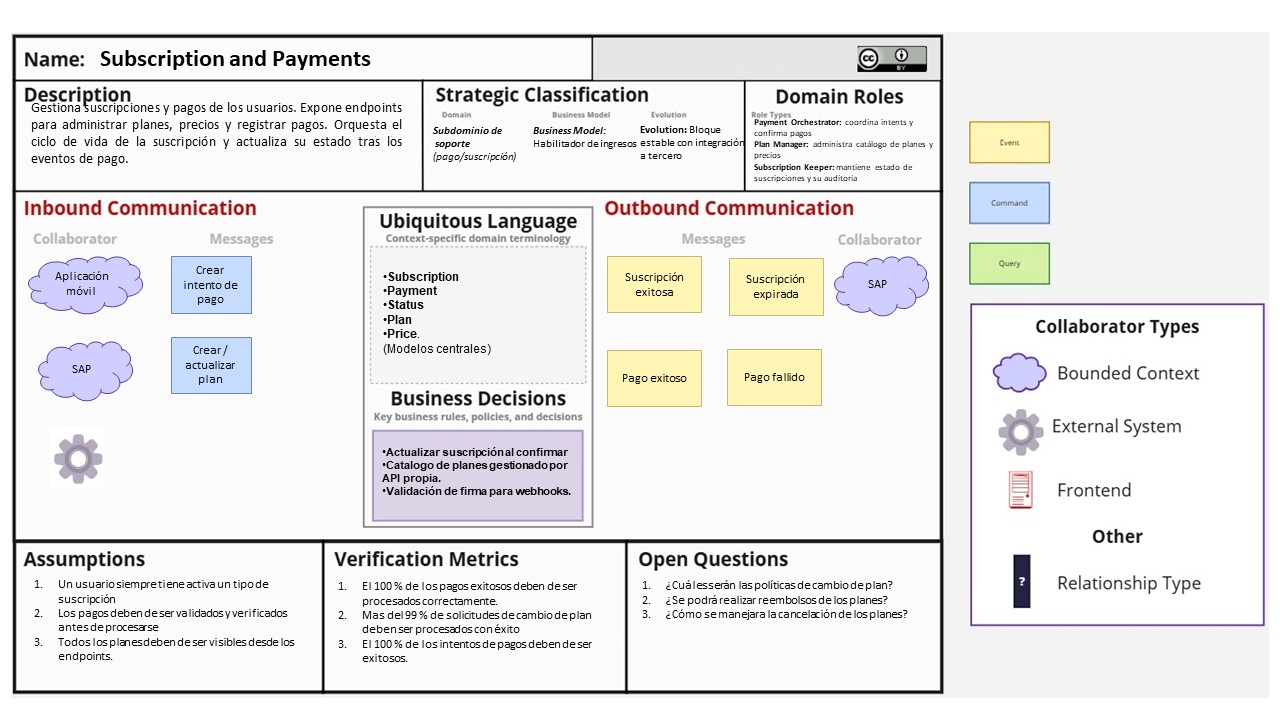 Name: Subscription and Payments
CC BY
Description
Gestiona suscripciones y pagos de los usuarios. Expone endpoints
para administrar planes, precios y registrar pagos. Orquesta el
ciclo de vida de la suscripción y actualiza su estado tras los
eventos de pago.
Strategic Classification
Domain
Business Model
Evolution
Subdominio de
soporte
(pago/suscripción)
Business Model:
Habilitador de ingresos
Evolution: Bloque
estable con integración
a tercero
Domain Roles
Role Types
Payment Orchestrator: coordina intents y
confirma pagos
Plan Manager: administra catálogo de planes y
precios
Subscription Keeper: mantiene estado de
suscripciones y su auditoría
Inbound Communication
Collaborator
Messages
Aplicación
móvil
Crear
intento de
pago
SAP
Crear /
actualizar
plan
Ubiquitous Language
Context-specific domain terminology
•Subscription
•Payment
•Status
•Plan
•Price.
(Modelos centrales)
Business Decisions
Key business rules, policies, and decisions
•Actualizar suscripción al confirmar
•Catalogo de planes gestionado por
API propia.
•Validación de firma para webhooks.
Outbound Communication
Messages
Collaborator
Suscripción
exitosa
Suscripción
expirada
SAP
Pago exitoso
Pago fallido
Assumptions
1. Un usuario siempre tiene activa un tipo de
suscripción
2. Los pagos deben de ser validados y verificados
antes de procesarse
3. Todos los planes deben de ser visibles desde los
endpoints.
Verification Metrics
1. El 100 % de los pagos exitosos deben de ser
procesados correctamente.
2. Mas del 99 % de solicitudes de cambio de plan
deben ser procesados con éxito
3. El 100 % de los intentos de pagos deben de ser
exitosos.
Open Questions
1. ¿Cuál es serán las políticas de cambio de plan?
2. ¿Se podrá realizar reembolsos de los planes?
3. ¿Cómo se manejara la cancelación de los planes?
Event
Command
Query
Collaborator Types
Bounded Context
External System
Frontend
Other
?
Relationship Type